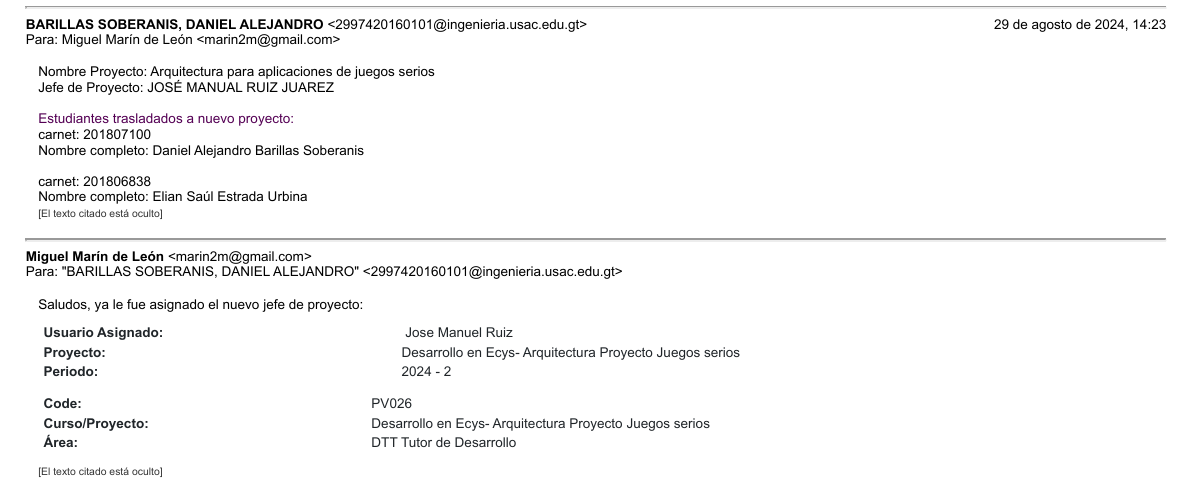 BARILLAS SOBERANIS, DANIEL ALEJANDRO <2997420160101@ingenieria.usac.edu.gt> 29 de agosto de 2024, 14:23
Para: Miguel Marín de León <marin2m@gmail.com>
Nombre Proyecto: Arquitectura para aplicaciones de juegos serios
Jefe de Proyecto: JOSÉ MANUAL RUIZ JUAREZ
Estudiantes trasladados a nuevo proyecto:
carnet: 201807100
Nombre completo: Daniel Alejandro Barillas Soberanis
carnet: 201806838
Nombre completo: Elian Saúl Estrada Urbina
[El texto citado está oculto]
Miguel Marín de León <marin2m@gmail.com>
Para: "BARILLAS SOBERANIS, DANIEL ALEJANDRO" <2997420160101@ingenieria.usac.edu.gt>
Saludos, ya le fue asignado el nuevo jefe de proyecto:
Usuario Asignado: Jose Manuel Ruiz
Proyecto: Desarrollo en Ecys- Arquitectura Proyecto Juegos serios
Periodo: 2024 - 2
Code: PV026
Curso/Proyecto: Desarrollo en Ecys- Arquitectura Proyecto Juegos serios
Área: DTT Tutor de Desarrollo
[El texto citado está oculto]